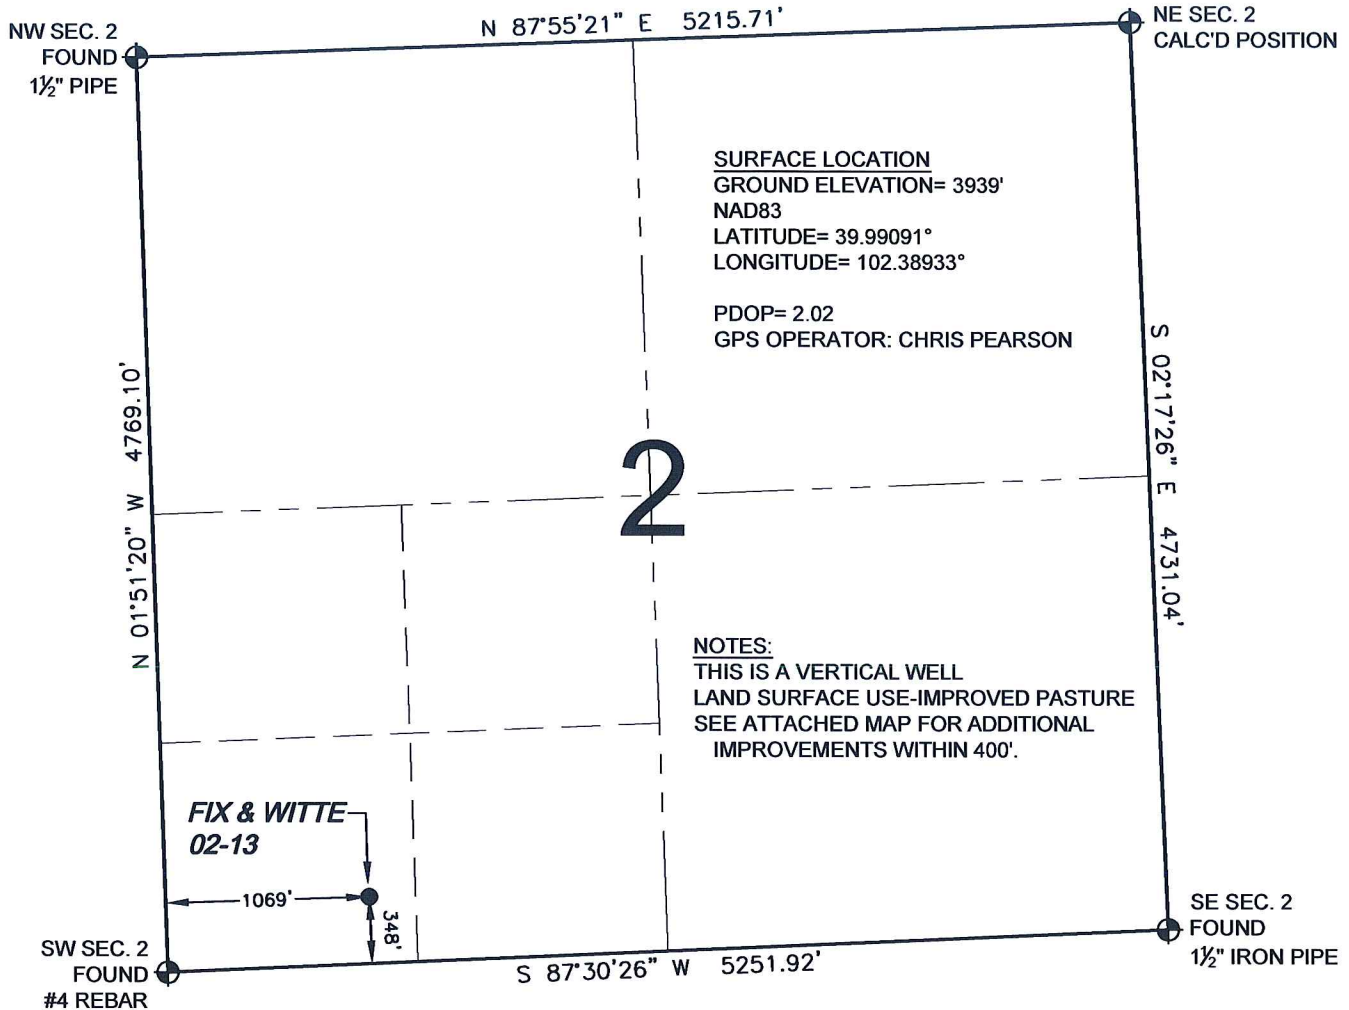 N 87°55'21" E 5215.71'
NW SEC. 2
FOUND
1½" PIPE
NE SEC. 2
CALC'D POSITION
SURFACE LOCATION
GROUND ELEVATION= 3939'
NAD83
LATITUDE= 39.99091°
LONGITUDE= 102.38933°
PDOP= 2.02
GPS OPERATOR: CHRIS PEARSON
N 01°51'20" W 4769.10'
S 02°17'26" E 4731.04'
2
NOTES:
THIS IS A VERTICAL WELL
LAND SURFACE USE-IMPROVED PASTURE
SEE ATTACHED MAP FOR ADDITIONAL
IMPROVEMENTS WITHIN 400'.
FIX & WITTE
02-13
1069'
348'
SW SEC. 2
FOUND
#4 REBAR
S 87°30'26" W 5251.92'
SE SEC. 2
FOUND
1½" IRON PIPE